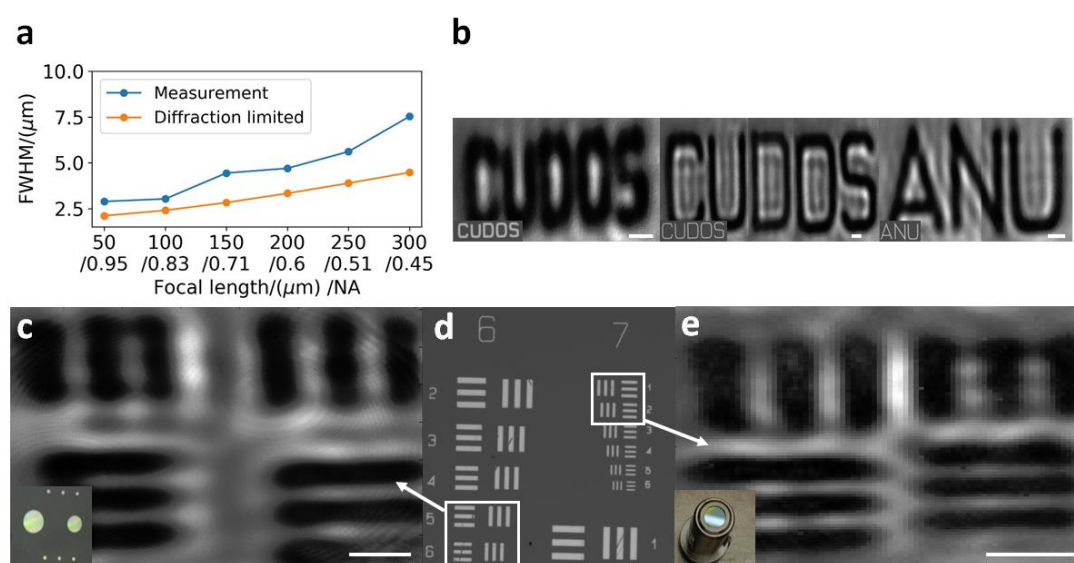 a
b
10.0
7.5
5.0
2.5
FWHM/(μm)
Measurement
Diffraction limited
50 100 150 200 250 300
/0.95 /0.83 /0.71 /0.6 /0.51 /0.45
Focal length/(μm) /NA
CUDOS CUDOS ANU
CUDOS CUDOS ANU
c
d
e
6 7
2
3
4
5
6
1
2
3
4
5
6
1